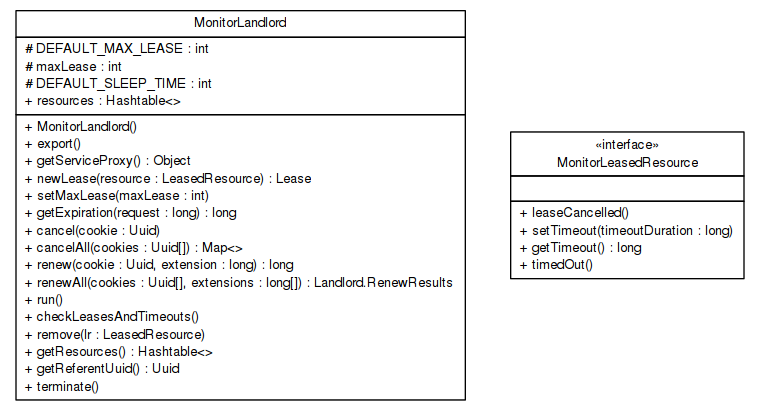 MonitorLandlord
# DEFAULT_MAX_LEASE : int
# maxLease : int
# DEFAULT_SLEEP_TIME : int
+ resources : Hashtable<>
+ MonitorLandlord()
+ export()
+ getServiceProxy() : Object
+ newLease(resource : LeasedResource) : Lease
+ setMaxLease(maxLease : int)
+ getExpiration(request : long) : long
+ cancel(cookie : Uuid)
+ cancelAll(cookies : Uuid[]) : Map<>
+ renew(cookie : Uuid, extension : long) : long
+ renewAll(cookies : Uuid[], extensions : long[]) : Landlord.RenewResults
+ run()
+ checkLeasesAndTimeouts()
+ remove(lr : LeasedResource)
+ getResources() : Hashtable<>
+ getReferentUuid() : Uuid
+ terminate()
«interface»
MonitorLeasedResource
+ leaseCancelled()
+ setTimeout(timeoutDuration : long)
+ getTimeout() : long
+ timedOut()